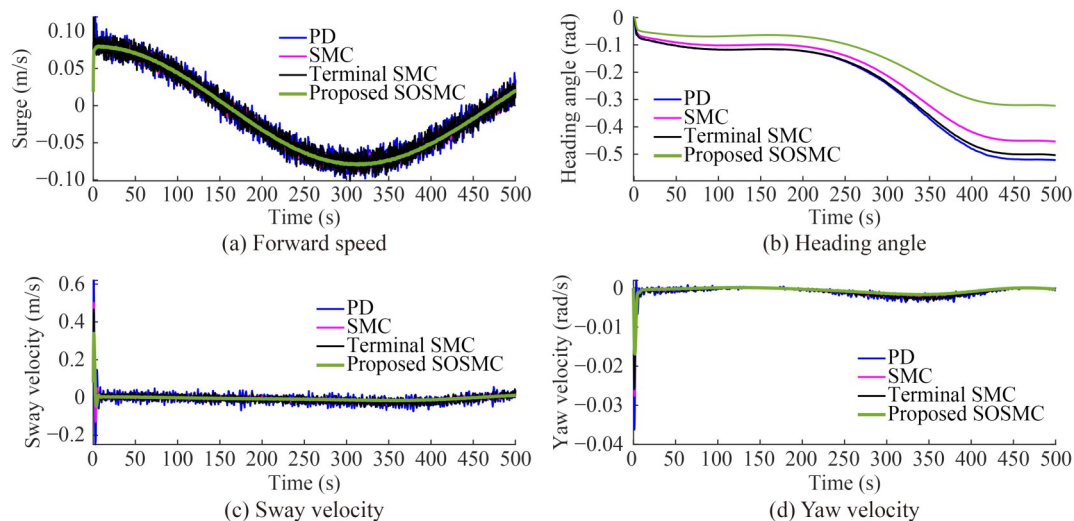 0.10
0.05
0
−0.05
−0.10
Surge (m/s)
PD
SMC
Terminal SMC
Proposed SOSMC
0 50 100 150 200 250 300 350 400 450 500
Time (s)
(a) Forward speed
0
−0.1
−0.2
−0.3
−0.4
−0.5
Heading angle (rad)
PD
SMC
Terminal SMC
Proposed SOSMC
0 50 100 150 200 250 300 350 400 450 500
Time (s)
(b) Heading angle
0.6
0.4
0.2
0
−0.2
Sway velocity (m/s)
PD
SMC
Terminal SMC
Proposed SOSMC
0 50 100 150 200 250 300 350 400 450 500
Time (s)
(c) Sway velocity
0
−0.01
−0.02
−0.03
−0.04
Yaw velocity (rad/s)
PD
SMC
Terminal SMC
Proposed SOSMC
0 50 100 150 200 250 300 350 400 450 500
Time (s)
(d) Yaw velocity